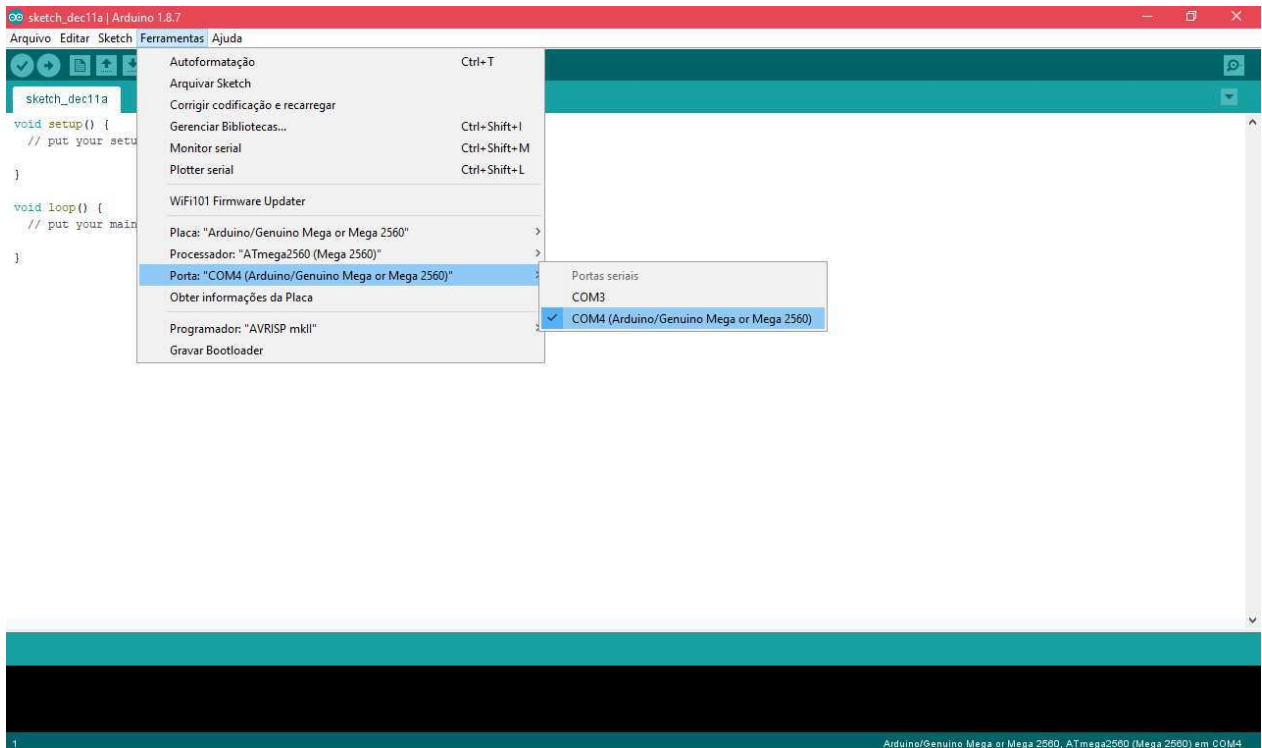 sketch_dec11a | Arduino 1.8.7
Arquivo Editar Sketch Ferramentas Ajuda
sketch_dec11a
void setup() {
// put your setu
}
void loop() {
// put your main
}
Autoformatação Ctrl+T
Arquivar Sketch
Corrigir codificação e recarregar
Gerenciar Bibliotecas... Ctrl+Shift+I
Monitor serial Ctrl+Shift+M
Plotter serial Ctrl+Shift+L
WiFi101 Firmware Updater
Placa: "Arduino/Genuino Mega or Mega 2560"
Processador: "ATmega2560 (Mega 2560)"
Porta: "COM4 (Arduino/Genuino Mega or Mega 2560)"
Obter informações da Placa
Programador: "AVRISP mkII"
Gravar Bootloader
Portas seriais
COM3
COM4 (Arduino/Genuino Mega or Mega 2560)
1 Arduino/Genuino Mega or Mega 2560, ATmega2560 (Mega 2560) em COM4